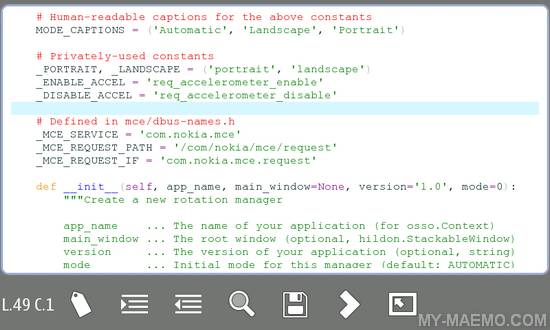 # Human-readable captions for the above constants
MODE_CAPTIONS = ('Automatic', 'Landscape', 'Portrait')
# Privately-used constants
_PORTRAIT, _LANDSCAPE = ('portrait', 'landscape')
_ENABLE_ACCEL = 'req_accelerometer_enable'
_DISABLE_ACCEL = 'req_accelerometer_disable'
# Defined in mce/dbus-names.h
_MCE_SERVICE = 'com.nokia.mce'
_MCE_REQUEST_PATH = '/com/nokia/mce/request'
_MCE_REQUEST_IF = 'com.nokia.mce.request'
def __init__(self, app_name, main_window=None, version='1.0', mode=0):
"""Create a new rotation manager
app_name ... The name of your application (for osso.Context)
main_window ... The root window (optional, hildon.StackableWindow)
version ... The version of your application (optional, string)
mode ... Initial mode for this manager (default: AUTOMATIC)
L.49 C.1
MY-MAEMO.COM